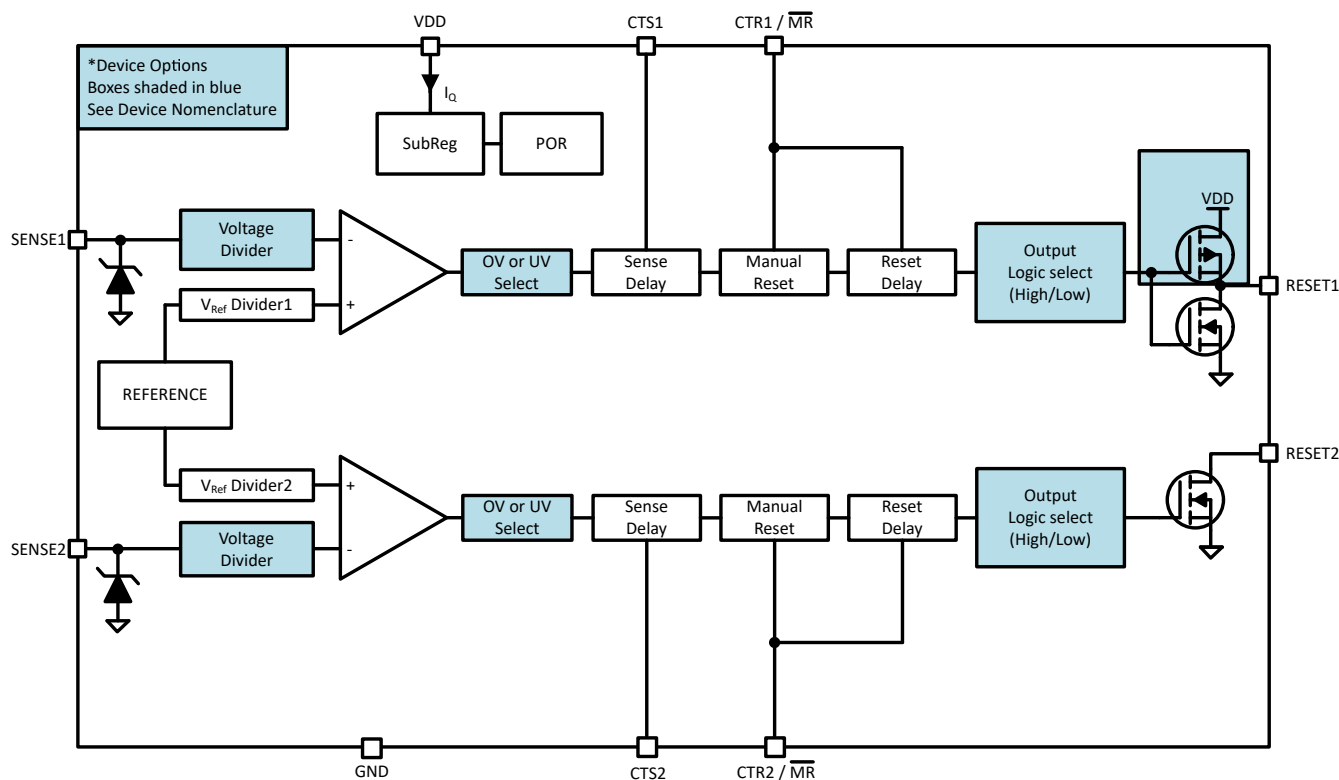 VDD
CTS1
CTR1 / MR
*Device Options
Boxes shaded in blue
See Device Nomenclature
IQ
SubReg
POR
VDD
SENSE1
Voltage
Divider
-
OV or UV
Select
Sense
Delay
Manual
Reset
Reset
Delay
Output
Logic select
(High/Low)
RESET1
VRef Divider1
+
REFERENCE
RESET2
VRef Divider2
+
OV or UV
Select
Sense
Delay
Manual
Reset
Reset
Delay
Output
Logic select
(High/Low)
SENSE2
Voltage
Divider
-
GND
CTS2
CTR2 / MR